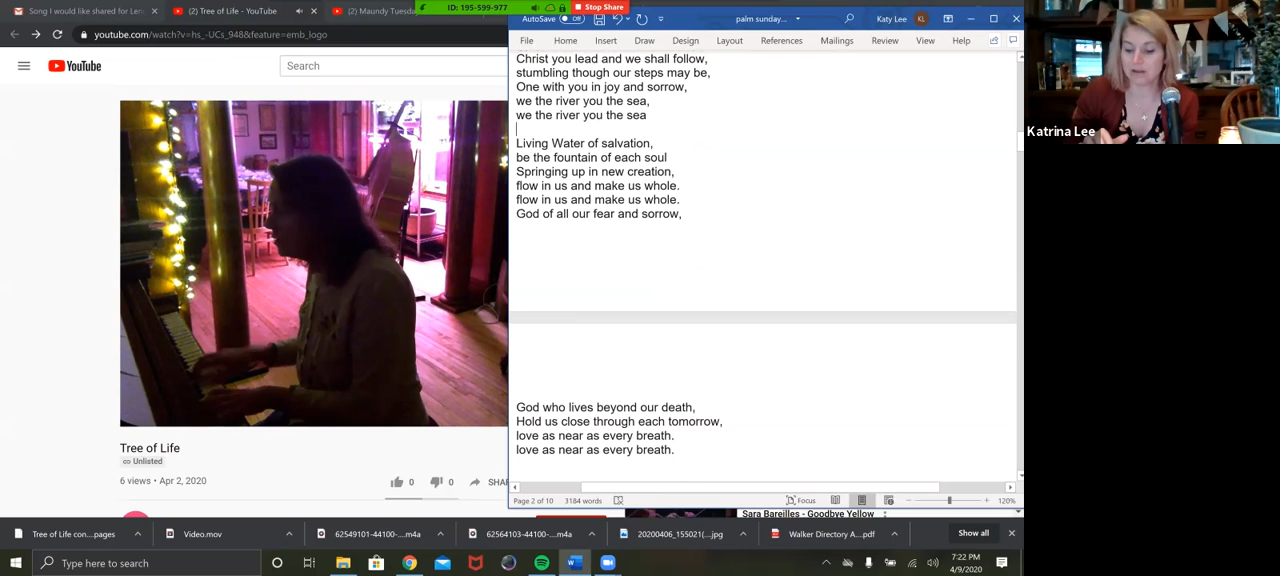 (2) Tree of Life - YouTube
ID: 195-599-977
Stop Share
AutoSave
Off
palm sunday...
Katy Lee
KL
youtube.com/watch?v=hs_-UCs_948&feature=emb_logo
File
Home
Insert
Draw
Design
Layout
References
Mailings
Review
View
Help
YouTube
Search
Christ you lead and we shall follow,
stumbling though our steps may be,
One with you in joy and sorrow,
we the river you the sea,
we the river you the sea
Living Water of salvation,
be the fountain of each soul
Springing up in new creation,
flow in us and make us whole.
flow in us and make us whole.
God of all our fear and sorrow,
God who lives beyond our death,
Hold us close through each tomorrow,
love as near as every breath.
love as near as every breath.
Katrina Lee
Tree of Life
Unlisted
6 views • Apr 2, 2020
0
0
Page 2 of 10
3184 words
Focus
120%
Sara Bareilles - Goodbye Yellow
Tree of Life con....pages
Video.mov
62549101-44100-....m4a
62564103-44100-....m4a
20200406_155021(....jpg
Walker Directory A....pdf
Show all
Type here to search
7:22 PM
4/9/2020